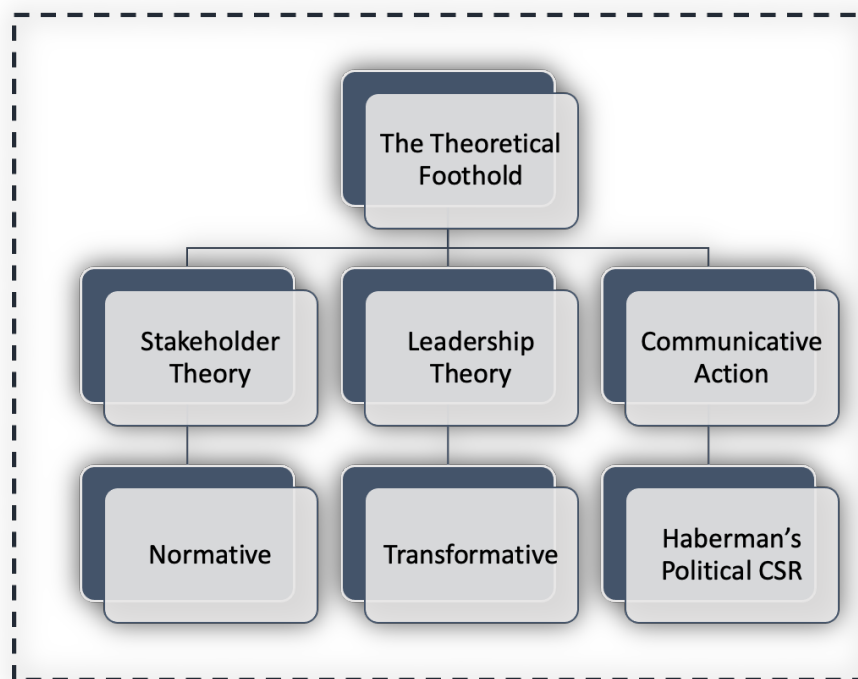 The Theoretical
Foothold
Stakeholder
Theory
Leadership
Theory
Communicative
Action
Normative
Transformative
Haberman’s
Political CSR